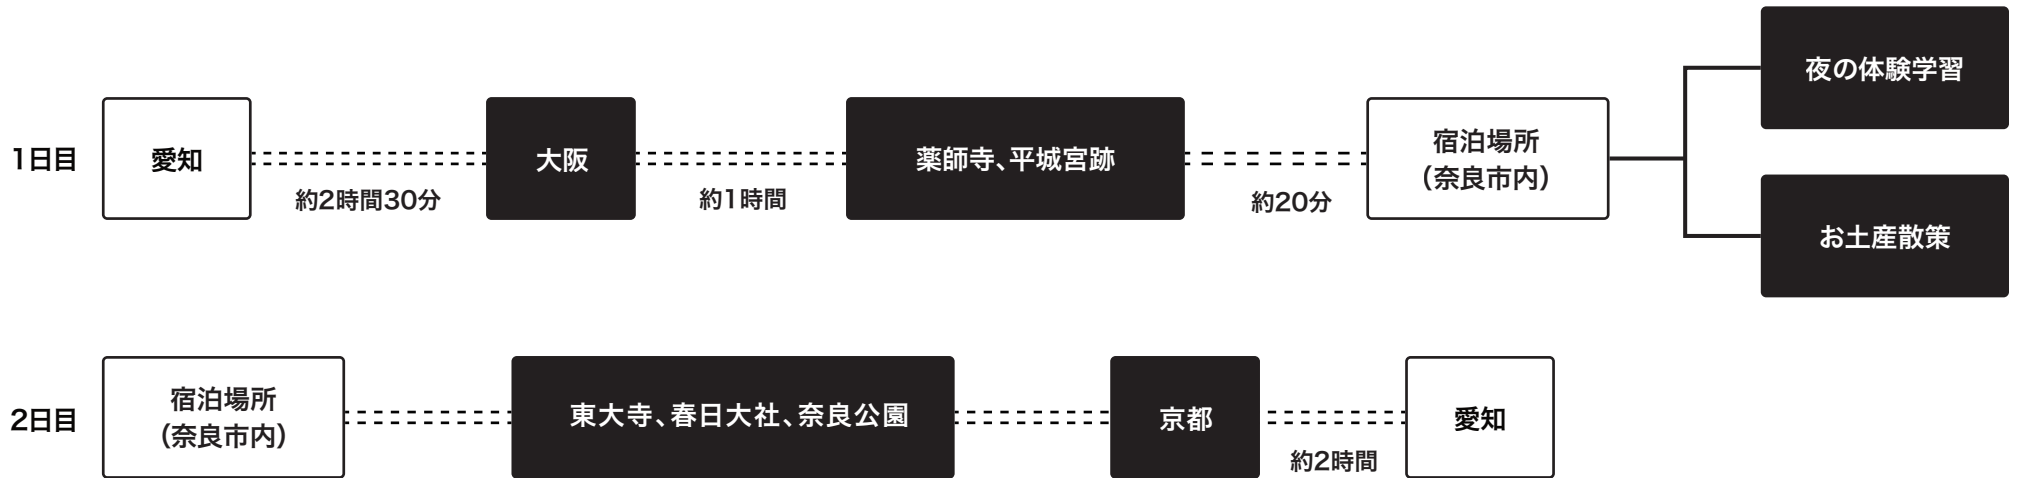 1日目
愛知
約2時間30分
大阪
約1時間
薬師寺、平城宮跡
約20分
宿泊場所
（奈良市内）
夜の体験学習
お土産散策
2日目
宿泊場所
（奈良市内）
東大寺、春日大社、奈良公園
京都
約2時間
愛知